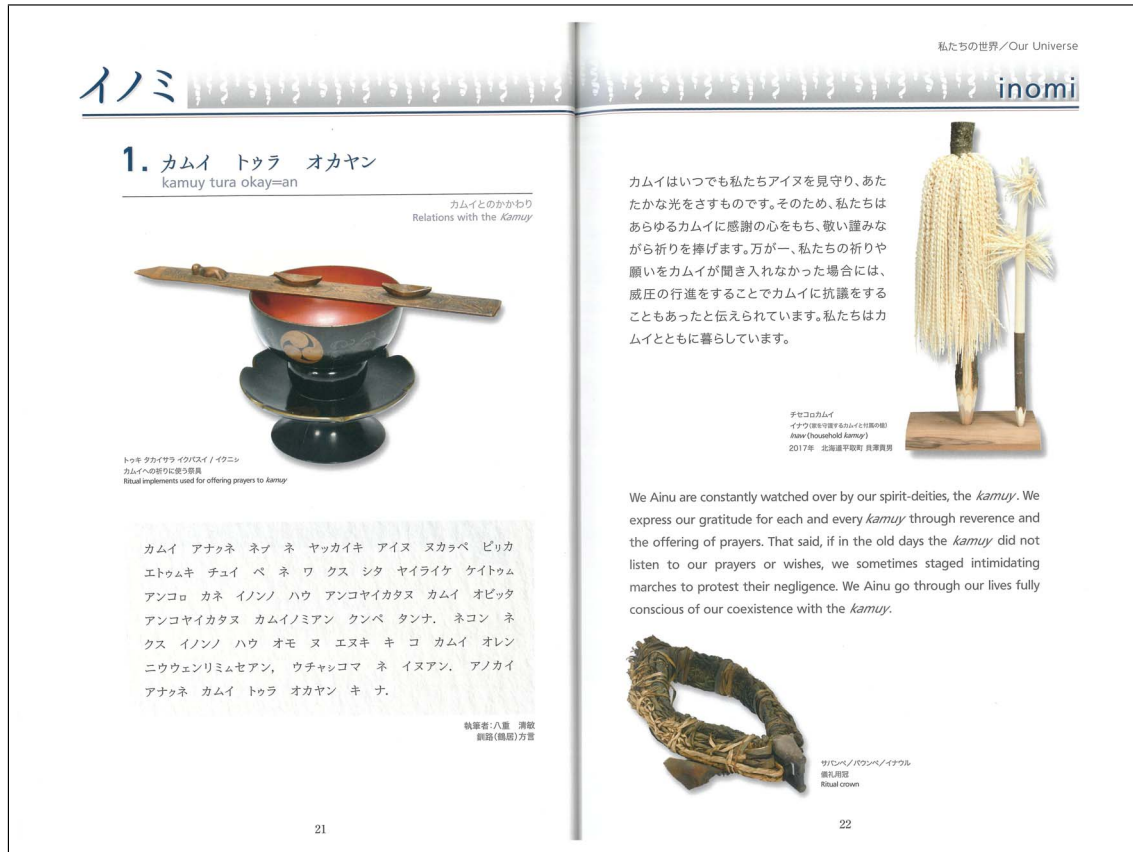 イノミ
1. カムイ トゥラ オカヤン
kamuy tura okay=an
カムイとのかかわり
Relations with the Kamuy
トゥキ タカイサラ イクパスイ / イクニシ
カムイへの祈りに使う祭具
Ritual implements used for offering prayers to kamuy
カムイ アナㇰネ ネㇷ゚ ネ ヤッカイキ アイヌ ヌカㇻペ ピㇼカ
エトゥムキ チュイ ペ ネ ワ クス シタ ヤイライケ ケイトゥㇺ
アンコㇿ カネ イノンノ ハウ アンコヤイカタヌ カムイ オピッタ
アンコヤイカタヌ カムイノミアン クンペ タンナ. ネコン ネ
クス イノンノ ハウ オモ ヌ エヌキ キ コ カムイ オレン
ニウウェンリミㇺセアン, ウチャㇱコマ ネ イヌアン. アノカイ
アナㇰネ カムイ トゥラ オカヤン キ ナ.
執筆者:八重 清敏
釧路(鶴居)方言
21
私たちの世界/Our Universe
inomi
カムイはいつでも私たちアイヌを見守り、あた
たかな光をさすものです。そのため、私たちは
あらゆるカムイに感謝の心をもち、敬い謹みな
がら祈りを捧げます。万が一、私たちの祈りや
願いをカムイが聞き入れなかった場合には、
威圧の行進をすることでカムイに抗議をする
こともあったと伝えられています。私たちはカ
ムイとともに暮らしています。
チセコㇿカムイ
イナウ(家を守護するカムイと付属の槍)
Inaw (household kamuy)
2017年 北海道平取町 貝澤貢男
We Ainu are constantly watched over by our spirit-deities, the kamuy. We
express our gratitude for each and every kamuy through reverence and
the offering of prayers. That said, if in the old days the kamuy did not
listen to our prayers or wishes, we sometimes staged intimidating
marches to protest their negligence. We Ainu go through our lives fully
conscious of our coexistence with the kamuy.
サパンペ/パウンペ/イナウル
儀礼用冠
Ritual crown
22